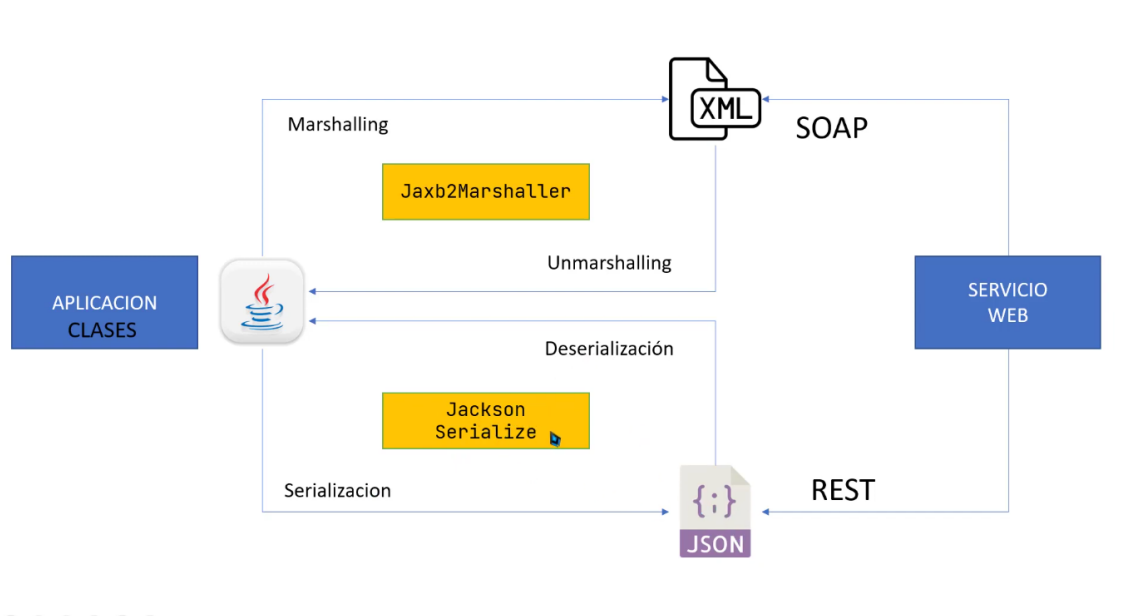 XML
SOAP
Marshalling
Jaxb2Marshaller
Unmarshalling
APLICACION
CLASES
SERVICIO
WEB
Deserialización
Jackson
Serialize
Serializacion
REST
{;}
JSON